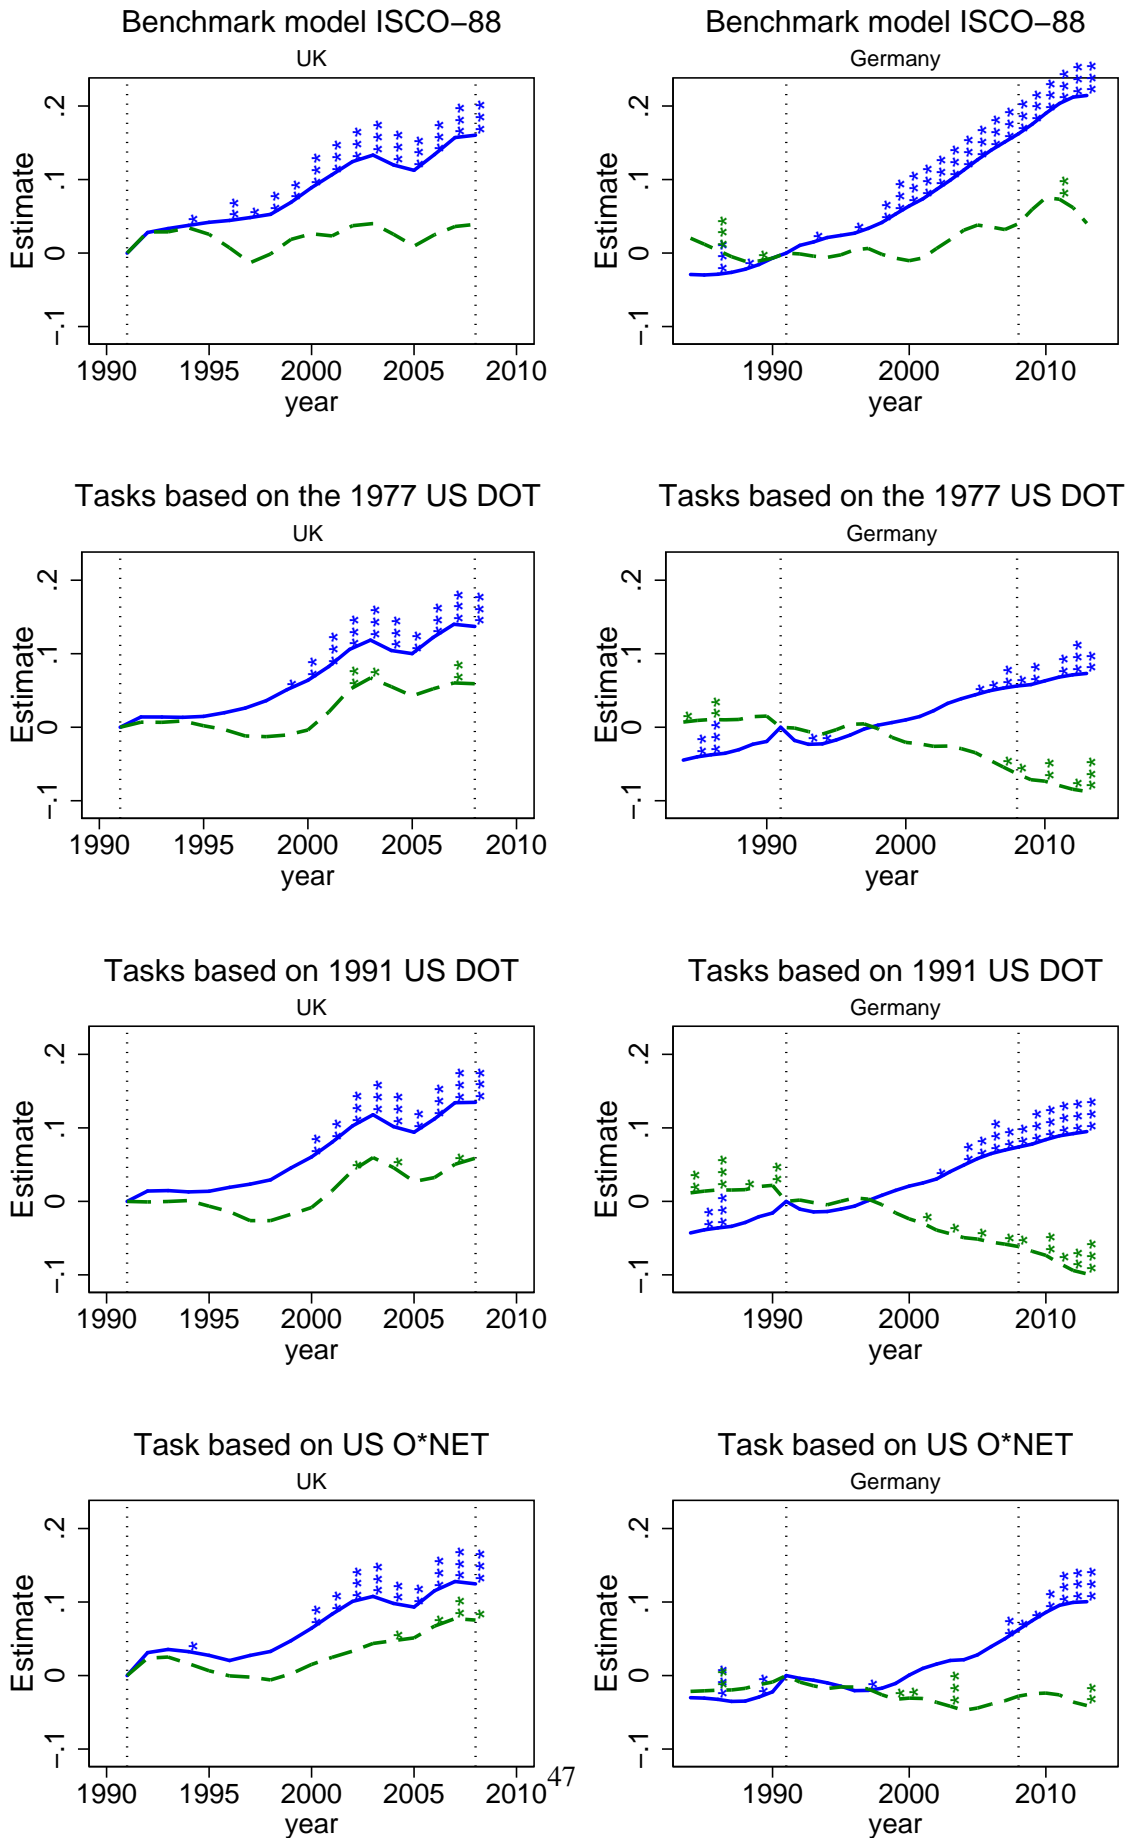 Benchmark model ISCO−88
UK
Estimate
.2
.1
0
−.1
1990 1995 2000 2005 2010
year
Benchmark model ISCO−88
Germany
Estimate
.2
.1
0
−.1
1990 2000 2010
year
Tasks based on the 1977 US DOT
UK
Estimate
.2
.1
0
−.1
1990 1995 2000 2005 2010
year
Tasks based on the 1977 US DOT
Germany
Estimate
.2
.1
0
−.1
1990 2000 2010
year
Tasks based on 1991 US DOT
UK
Estimate
.2
.1
0
−.1
1990 1995 2000 2005 2010
year
Tasks based on 1991 US DOT
Germany
Estimate
.2
.1
0
−.1
1990 2000 2010
year
Task based on US O*NET
UK
Estimate
.2
.1
0
−.1
1990 1995 2000 2005 2010
year
Task based on US O*NET
Germany
Estimate
.2
.1
0
−.1
1990 2000 2010
year
47